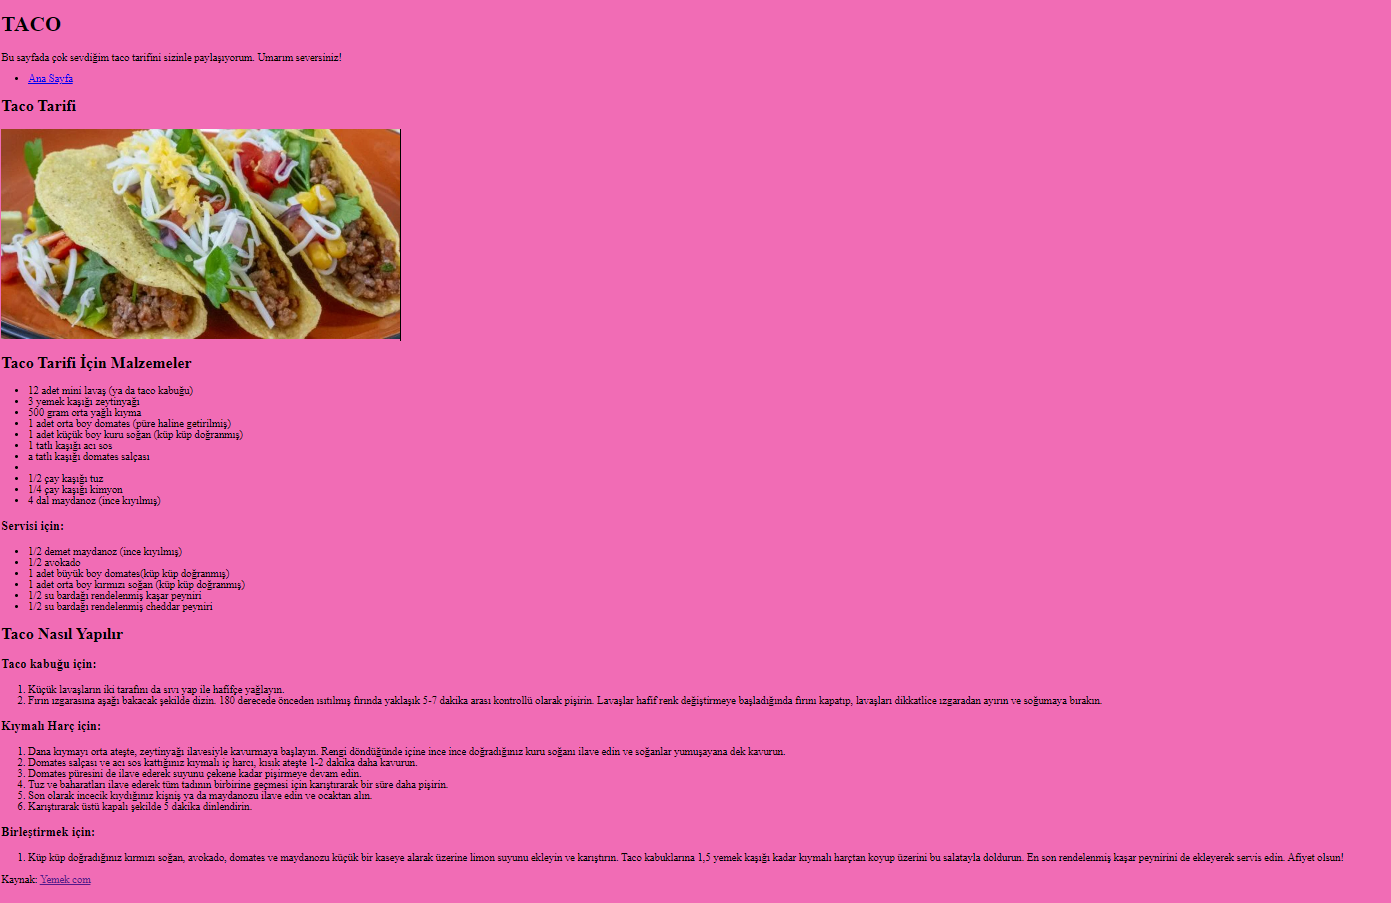 TACO
Bu sayfada çok sevdiğim taco tarifini sizinle paylaşıyorum. Umarım seversiniz!
• Ana Sayfa
Taco Tarifi
Taco Tarifi İçin Malzemeler
• 12 adet mini lavaş (ya da taco kabuğu)
• 3 yemek kaşığı zeytinyağı
• 500 gram orta yağlı kıyma
• 1 adet orta boy domates (püre haline getirilmiş)
• 1 adet küçük boy kuru soğan (küp küp doğranmış)
• 1 tatlı kaşığı acı sos
• a tatlı kaşığı domates salçası
•
• 1/2 çay kaşığı tuz
• 1/4 çay kaşığı kimyon
• 4 dal maydanoz (ince kıyılmış)
Servisi için:
• 1/2 demet maydanoz (ince kıyılmış)
• 1/2 avokado
• 1 adet büyük boy domates(küp küp doğranmış)
• 1 adet orta boy kırmızı soğan (küp küp doğranmış)
• 1/2 su bardağı rendelenmiş kaşar peyniri
• 1/2 su bardağı rendelenmiş cheddar peyniri
Taco Nasıl Yapılır
Taco kabuğu için:
1. Küçük lavaşların iki tarafını da sıvı yap ile hafifçe yağlayın.
2. Fırın ızgarasına aşağı bakacak şekilde dizin. 180 derecede önceden ısıtılmış fırında yaklaşık 5-7 dakika arası kontrollü olarak pişirin. Lavaşlar hafif renk değiştirmeye başladığında fırını kapatıp, lavaşları dikkatlice ızgaradan ayırın ve soğumaya bırakın.
Kıymalı Harç için:
1. Dana kıymayı orta ateşte, zeytinyağı ilavesiyle kavurmaya başlayın. Rengi döndüğünde içine ince ince doğradığınız kuru soğanı ilave edin ve soğanlar yumuşayana dek kavurun.
2. Domates salçası ve acı sos kattığınız kıymalı iç harcı, kısık ateşte 1-2 dakika daha kavurun.
3. Domates püresini de ilave ederek suyunu çekene kadar pişirmeye devam edin.
4. Tuz ve baharatları ilave ederek tüm tadının birbirine geçmesi için karıştırarak bir süre daha pişirin.
5. Son olarak incecik kıydığınız kişniş ya da maydanozu ilave edin ve ocaktan alın.
6. Karıştırarak üstü kapalı şekilde 5 dakika dinlendirin.
Birleştirmek için:
1. Küp küp doğradığınız kırmızı soğan, avokado, domates ve maydanozu küçük bir kaseye alarak üzerine limon suyunu ekleyin ve karıştırın. Taco kabuklarına 1,5 yemek kaşığı kadar kıymalı harçtan koyup üzerini bu salatayla doldurun. En son rendelenmiş kaşar peynirini de ekleyerek servis edin. Afiyet olsun!
Kaynak: Yemek com